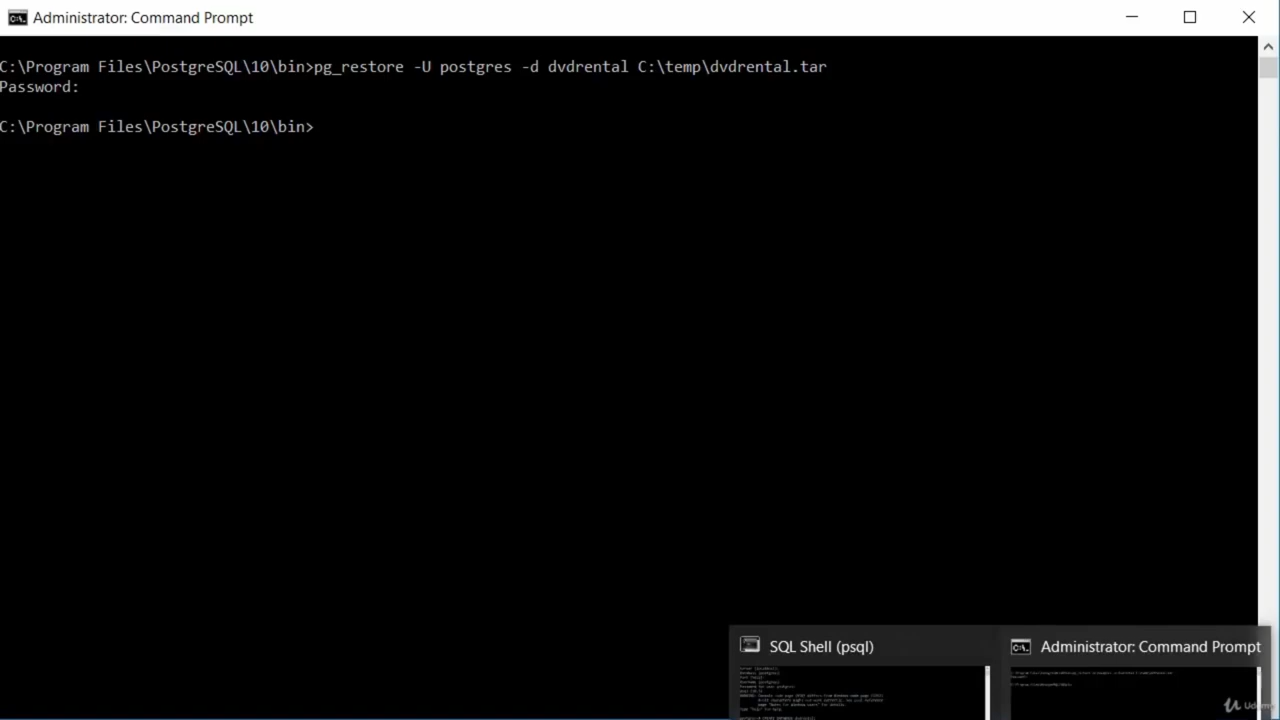 Administrator: Command Prompt
C:\Program Files\PostgreSQL\10\bin>pg_restore -U postgres -d dvdrental C:\temp\dvdrental.tar
Password:
C:\Program Files\PostgreSQL\10\bin>
SQL Shell (psql)
Administrator: Command Prompt
Udemy